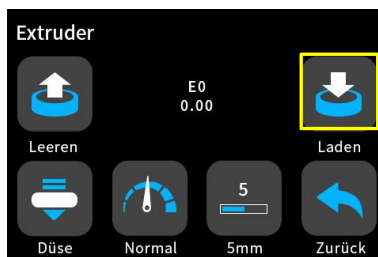 Extruder
E0
0.00
Leeren
Laden
5
Düse
Normal
5mm
Zurück